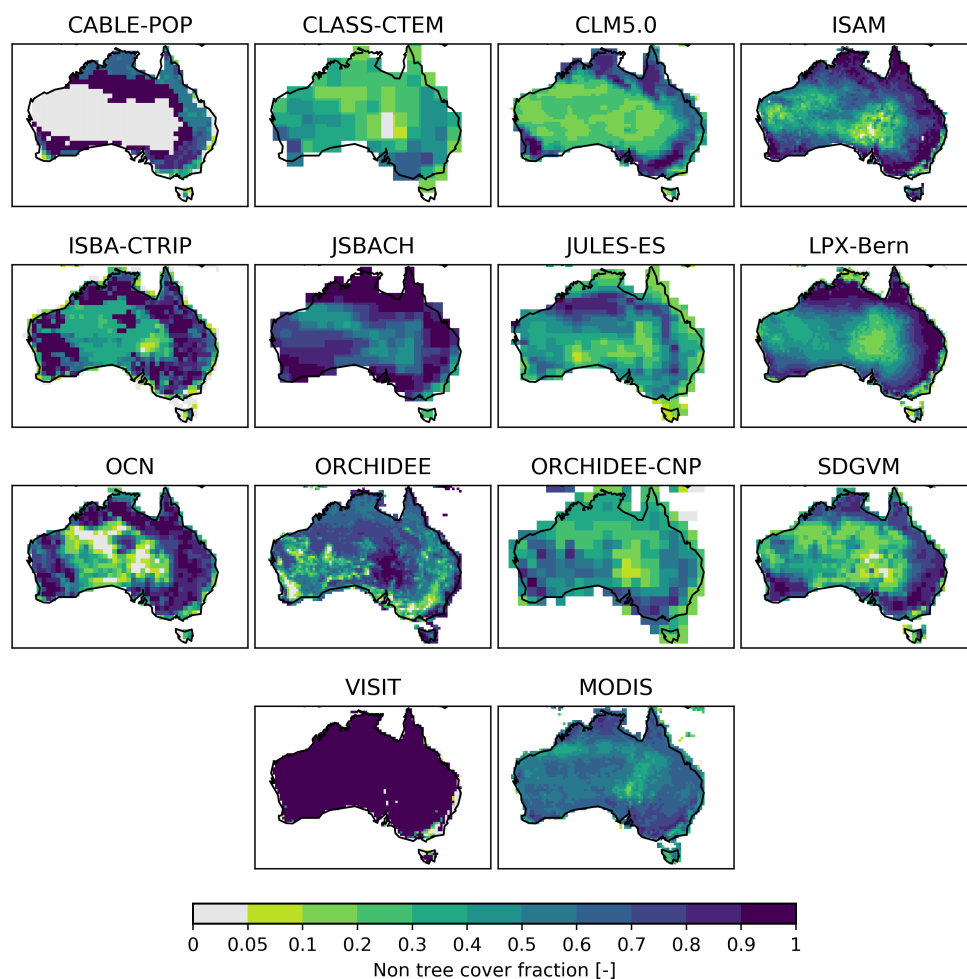 CABLE-POP CLASS-CTEM CLM5.0 ISAM
ISBA-CTRIP JSBACH JULES-ES LPX-Bern
OCN ORCHIDEE ORCHIDEE-CNP SDGVM
VISIT MODIS
0 0.05 0.1 0.2 0.3 0.4 0.5 0.6 0.7 0.8 0.9 1
Non tree cover fraction [-]